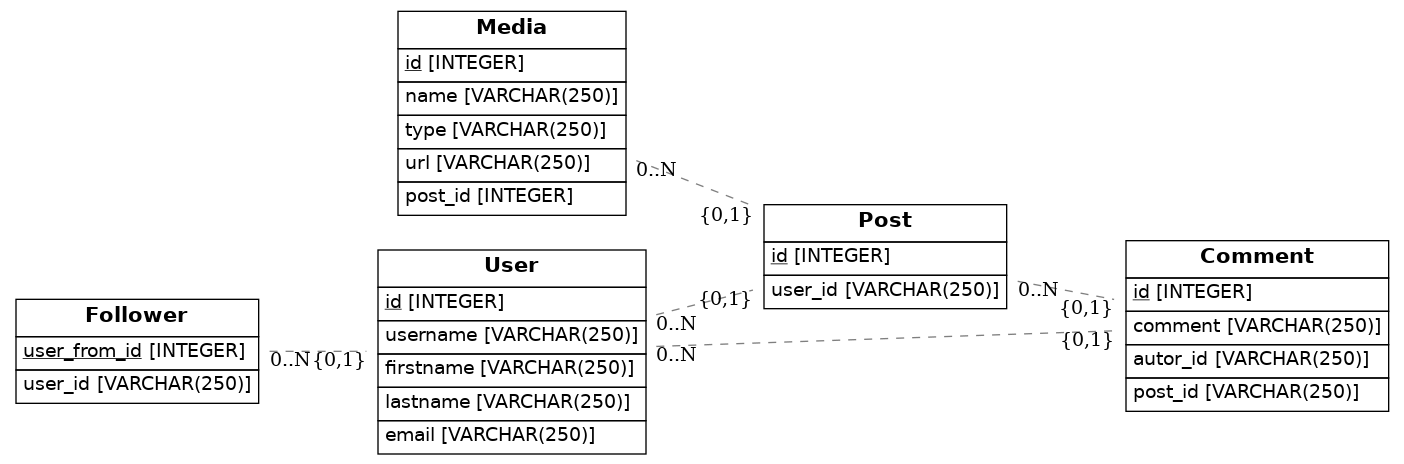 Media
id [INTEGER]
name [VARCHAR(250)]
type [VARCHAR(250)]
url [VARCHAR(250)]
post_id [INTEGER]
0..N
{0,1}
Post
id [INTEGER]
user_id [VARCHAR(250)]
User
id [INTEGER]
username [VARCHAR(250)]
firstname [VARCHAR(250)]
lastname [VARCHAR(250)]
email [VARCHAR(250)]
{0,1}
0..N
0..N
{0,1}
0..N
{0,1}
Comment
id [INTEGER]
comment [VARCHAR(250)]
autor_id [VARCHAR(250)]
post_id [VARCHAR(250)]
Follower
user_from_id [INTEGER]
user_id [VARCHAR(250)]
0..N{0,1}